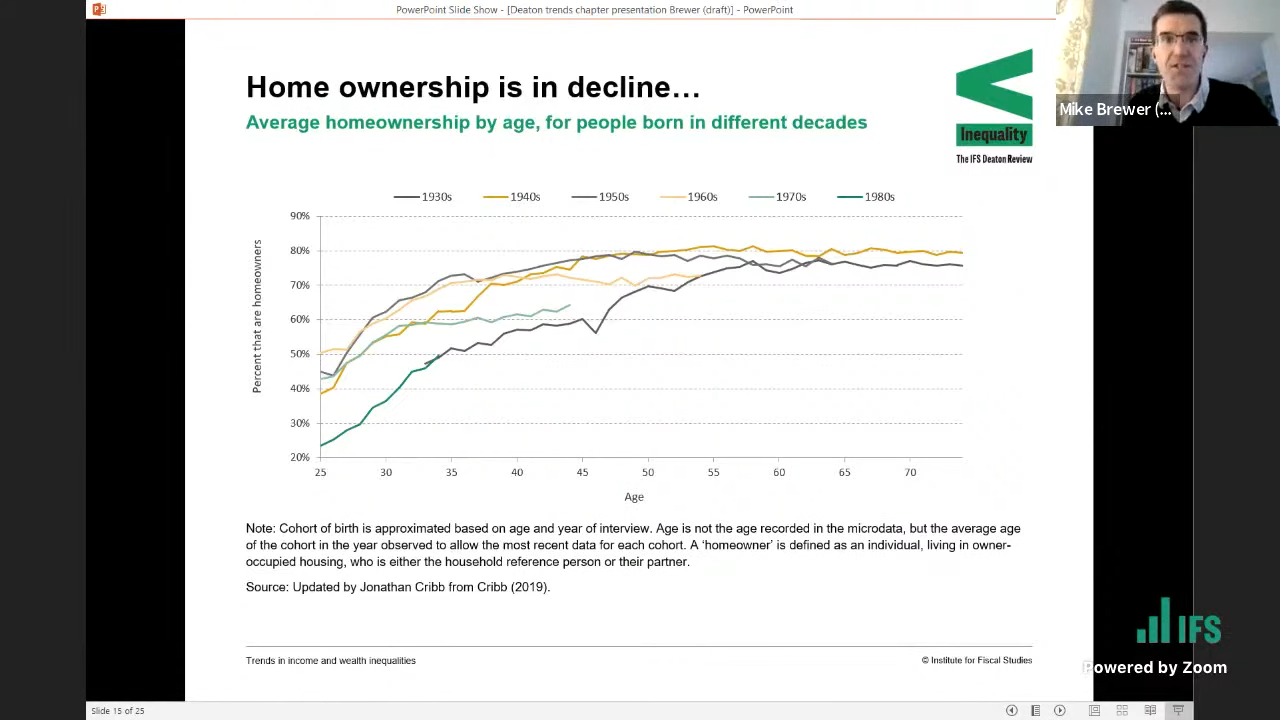 PowerPoint Slide Show - [Deaton trends chapter presentation Brewer (draft)] - PowerPoint
Mike Brewer (...
Home ownership is in decline…
Average homeownership by age, for people born in different decades
Inequality
The IFS Deaton Review
1930s 1940s 1950s 1960s 1970s 1980s
Percent that are homeowners
90%
80%
70%
60%
50%
40%
30%
20%
25 30 35 40 45 50 55 60 65 70
Age
Note: Cohort of birth is approximated based on age and year of interview. Age is not the age recorded in the microdata, but the average age
of the cohort in the year observed to allow the most recent data for each cohort. A ‘homeowner’ is defined as an individual, living in owner-
occupied housing, who is either the household reference person or their partner.
Source: Updated by Jonathan Cribb from Cribb (2019).
IFS
Powered by Zoom
Trends in income and wealth inequalities
© Institute for Fiscal Studies
Slide 15 of 25